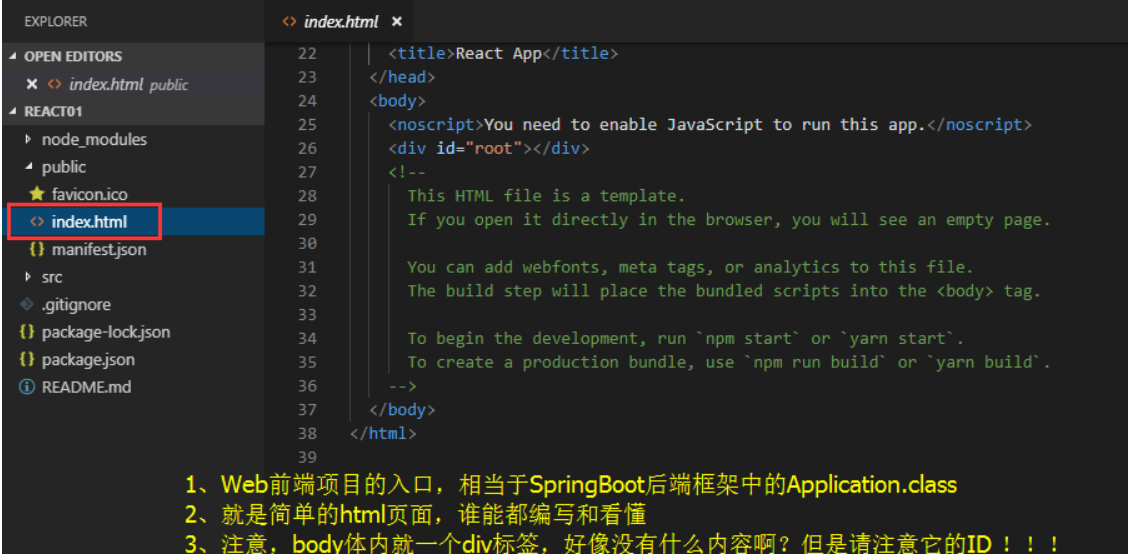 EXPLORER
OPEN EDITORS
index.html public
REACT01
node_modules
public
favicon.ico
index.html
manifest.json
src
.gitignore
package-lock.json
package.json
README.md
index.html
22 <title>React App</title>
23 </head>
24 <body>
25 <noscript>You need to enable JavaScript to run this app.</noscript>
26 <div id="root"></div>
27 <!--
28 This HTML file is a template.
29 If you open it directly in the browser, you will see an empty page.
30
31 You can add webfonts, meta tags, or analytics to this file.
32 The build step will place the bundled scripts into the <body> tag.
33
34 To begin the development, run `npm start` or `yarn start`.
35 To create a production bundle, use `npm run build` or `yarn build`.
36 -->
37 </body>
38 </html>
39
1、Web前端项目的入口，相当于SpringBoot后端框架中的Application.class
2、就是简单的html页面，谁能都编写和看懂
3、注意，body体内就一个div标签，好像没有什么内容啊？但是请注意它的ID ！！！